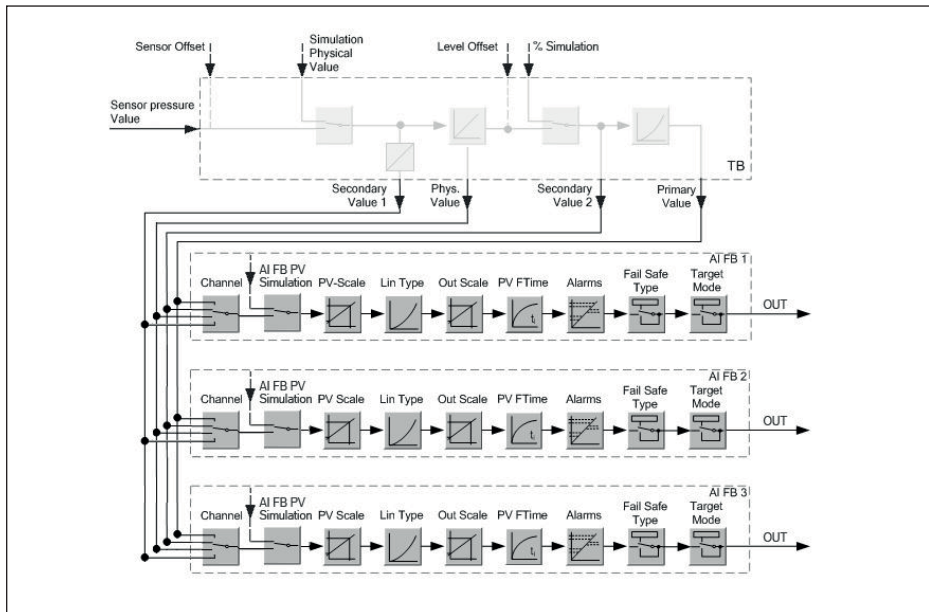 Sensor Offset
Simulation
Physical
Value
Level Offset
% Simulation
Sensor pressure
Value
TB
Secondary
Value 1
Phys.
Value
Secondary
Value 2
Primary
Value
AI FB 1
Channel
AI FB PV
Simulation
PV-Scale
Lin Type
Out Scale
PV FTime
Alarms
Fail Safe
Type
Target
Mode
OUT
t
AI FB 2
Channel
AI FB PV
Simulation
PV Scale
Lin Type
Out Scale
PV FTime
Alarms
Fail Safe
Type
Target
Mode
OUT
t
AI FB 3
Channel
AI FB PV
Simulation
PV Scale
Lin Type
Out Scale
PV FTime
Alarms
Fail Safe
Type
Target
Mode
OUT
t